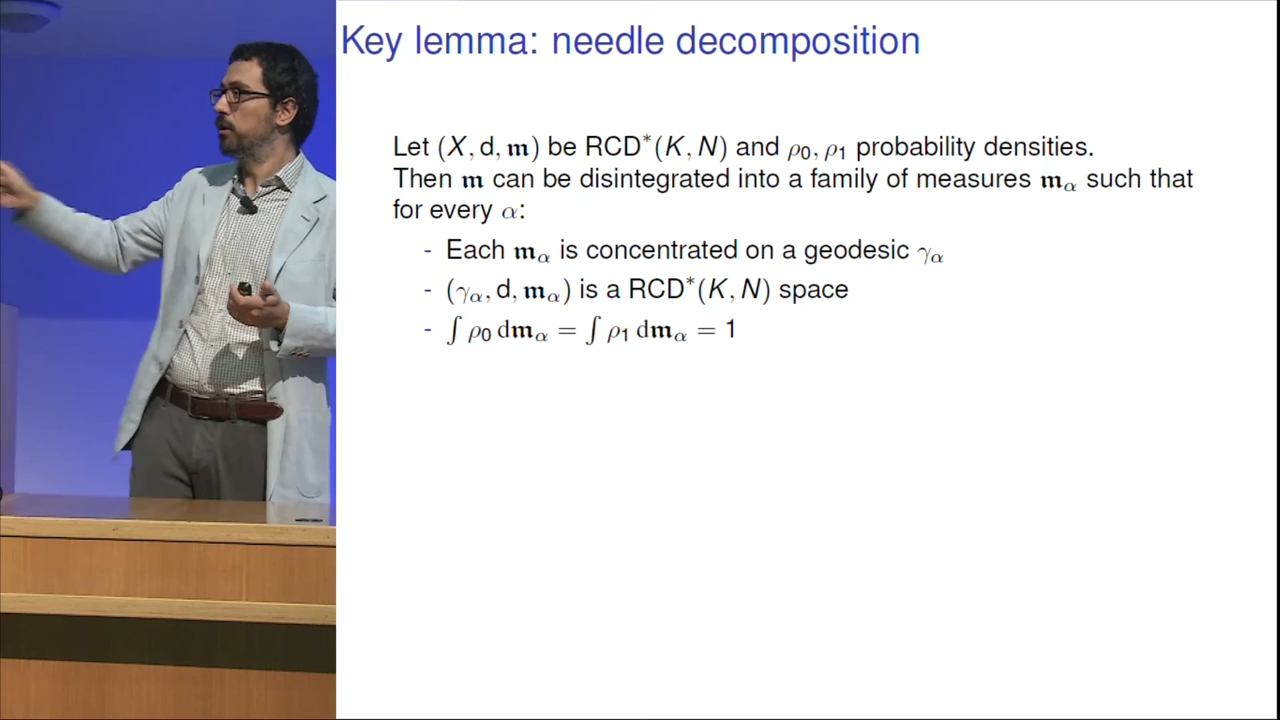 Key lemma: needle decomposition
Let (X, d, 𝔪) be RCD*(K, N) and ρ₀, ρ₁ probability densities.
Then 𝔪 can be disintegrated into a family of measures 𝔪_α such that
for every α:
- Each 𝔪_α is concentrated on a geodesic γ_α
- (γ_α, d, 𝔪_α) is a RCD*(K, N) space
- ∫ ρ₀ d𝔪_α = ∫ ρ₁ d𝔪_α = 1